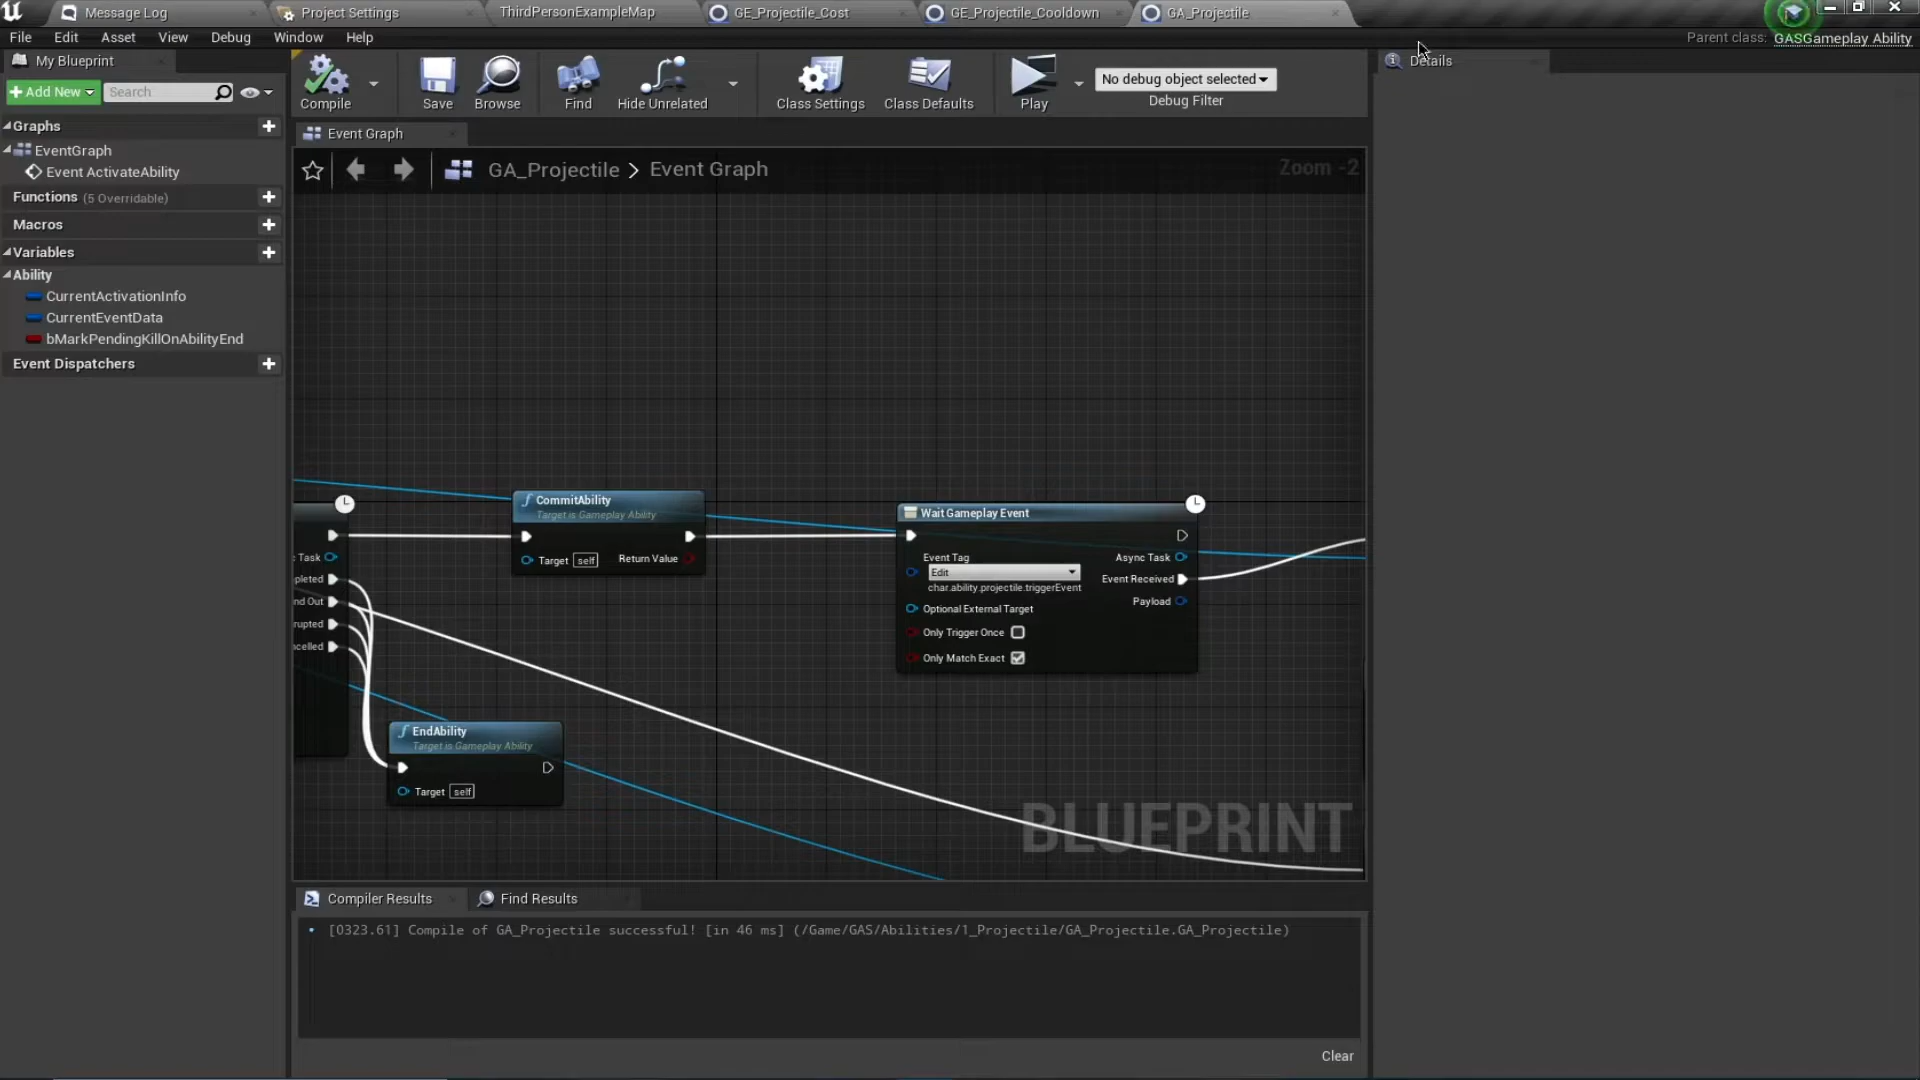 Message Log
Project Settings
ThirdPersonExampleMap
GE_Projectile_Cost
GE_Projectile_Cooldown
GA_Projectile
File Edit Asset View Debug Window Help
Parent class: GASGameplay Ability
My Blueprint
Details
Add New
Search
Compile
Save
Browse
Find
Hide Unrelated
Class Settings
Class Defaults
Play
No debug object selected
Debug Filter
Graphs
EventGraph
Event ActivateAbility
Functions (5 Overridable)
Macros
Variables
Ability
CurrentActivationInfo
CurrentEventData
bMarkPendingKillOnAbilityEnd
Event Dispatchers
Event Graph
GA_Projectile > Event Graph
Zoom -2
c Task
pleted
nd Out
rupted
ncelled
CommitAbility
Target is Gameplay Ability
Target self
Return Value
Wait Gameplay Event
Event Tag
Edit
char.ability.projectile.triggerEvent
Optional External Target
Only Trigger Once
Only Match Exact
Async Task
Event Received
Payload
EndAbility
Target is Gameplay Ability
Target self
BLUEPRINT
Compiler Results
Find Results
[0323.61] Compile of GA_Projectile successful! [in 46 ms] (/Game/GAS/Abilities/1_Projectile/GA_Projectile.GA_Projectile)
Clear